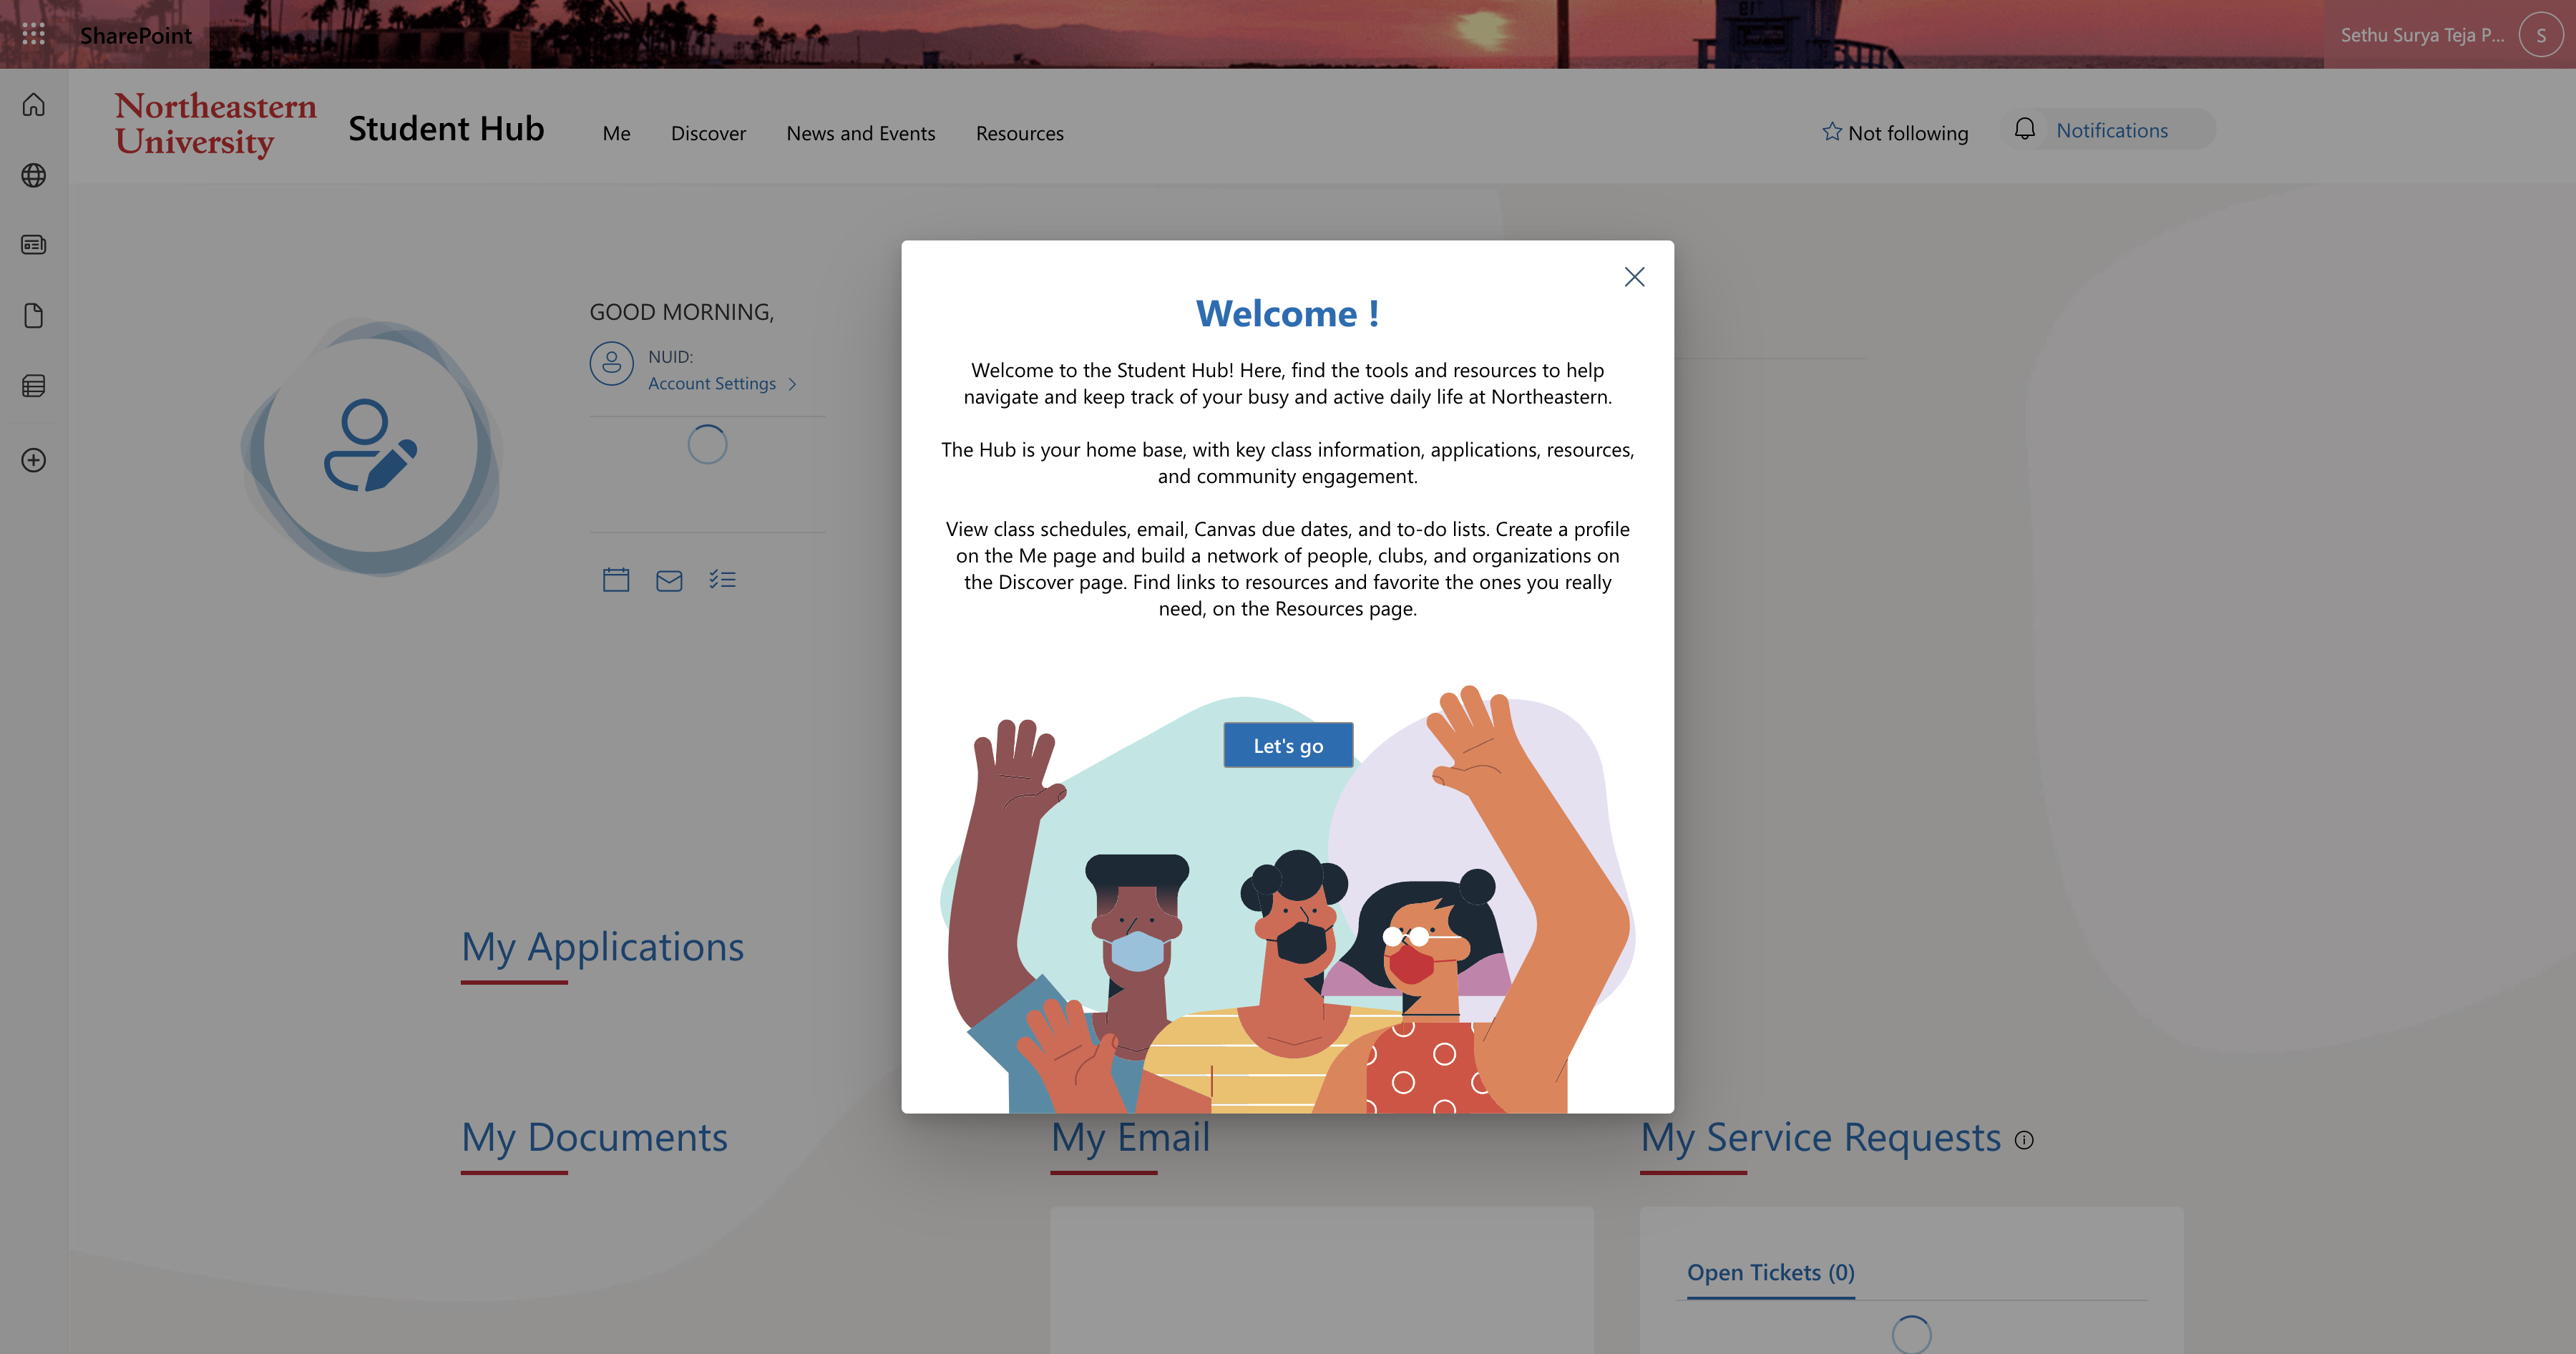 SharePoint
Sethu Surya Teja P...
S
Northeastern
University
Student Hub
Me
Discover
News and Events
Resources
Not following
Notifications
GOOD MORNING,
NUID:
Account Settings
Welcome !
Welcome to the Student Hub! Here, find the tools and resources to help
navigate and keep track of your busy and active daily life at Northeastern.
The Hub is your home base, with key class information, applications, resources,
and community engagement.
View class schedules, email, Canvas due dates, and to-do lists. Create a profile
on the Me page and build a network of people, clubs, and organizations on
the Discover page. Find links to resources and favorite the ones you really
need, on the Resources page.
Let's go
My Applications
My Documents
My Email
My Service Requests
Open Tickets (0)